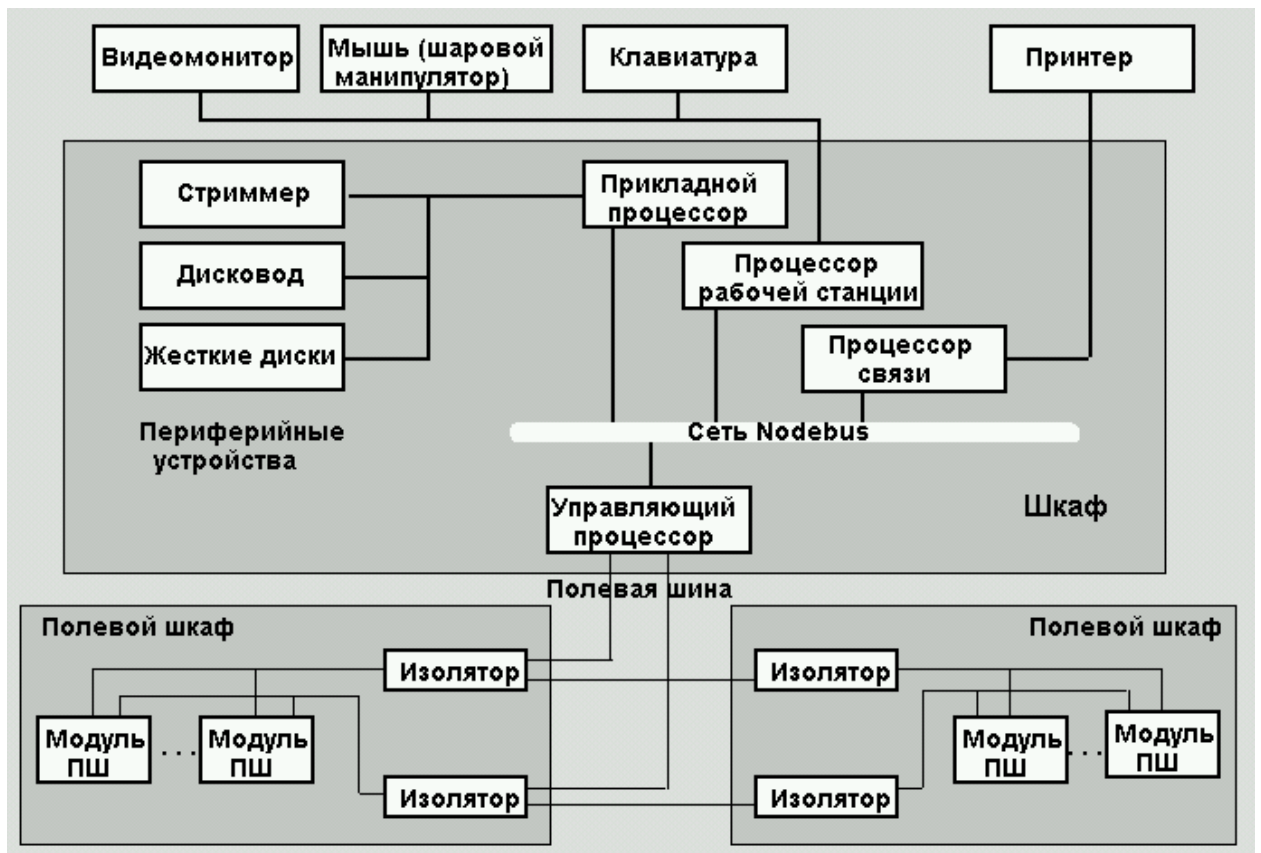 Видеомонитор
Мышь (шаровой
манипулятор)
Клавиатура
Принтер
Стриммер
Прикладной
процессор
Дисковод
Процессор
рабочей станции
Жесткие диски
Процессор
связи
Периферийные
устройства
Сеть Nodebus
Управляющий
процессор
Шкаф
Полевая шина
Полевой шкаф
Полевой шкаф
Изолятор
Изолятор
Модуль
ПШ
...
Модуль
ПШ
Модуль
ПШ
...
Модуль
ПШ
Изолятор
Изолятор